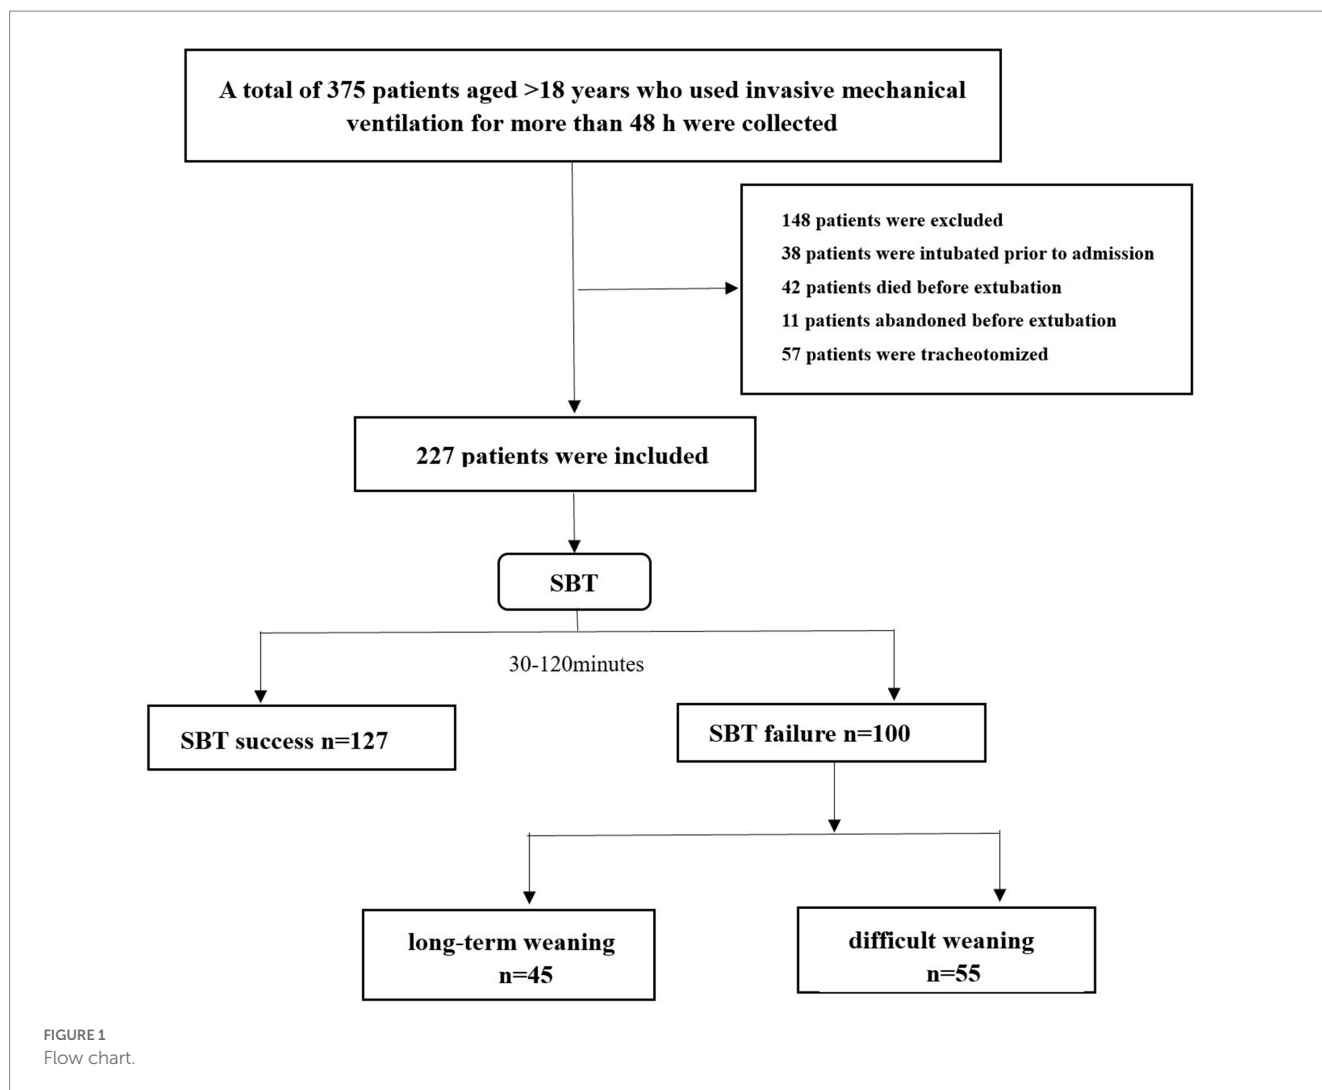 A total of 375 patients aged >18 years who used invasive mechanical
ventilation for more than 48 h were collected
148 patients were excluded
38 patients were intubated prior to admission
42 patients died before extubation
11 patients abandoned before extubation
57 patients were tracheotomized
227 patients were included
SBT
30-120minutes
SBT success n=127
SBT failure n=100
long-term weaning
n=45
difficult weaning
n=55
FIGURE 1
Flow chart.